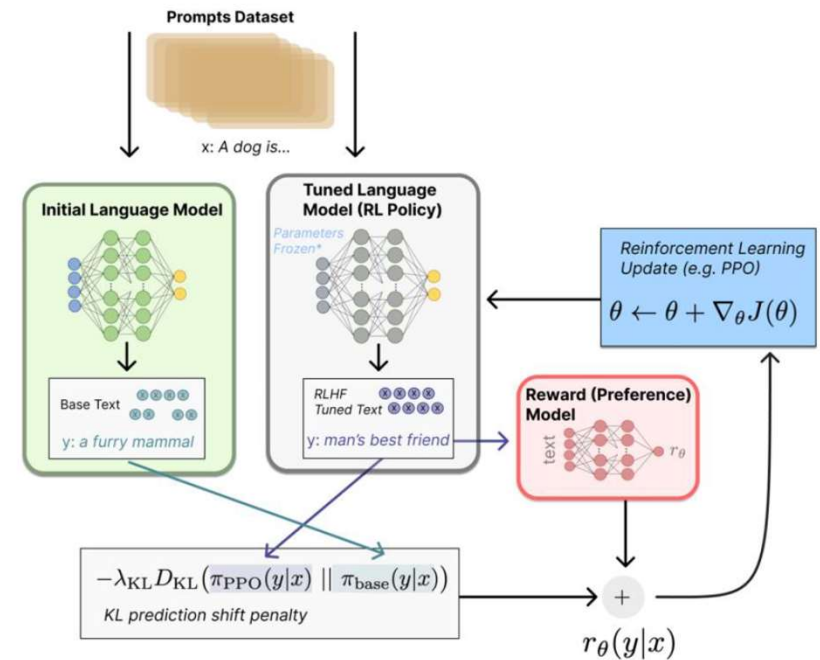 Prompts Dataset
x: A dog is...
Initial Language Model
Tuned Language
Model (RL Policy)
Parameters
Frozen*
Base Text
x x x x
x x x x
y: a furry mammal
RLHF
Tuned Text
x x x x
x x x x
y: man's best friend
Reinforcement Learning
Update (e.g. PPO)
θ ← θ + ∇θJ(θ)
Reward (Preference)
Model
text
rθ
−λKL DKL(πPPO(y|x) || πbase(y|x))
KL prediction shift penalty
+
rθ(y|x)